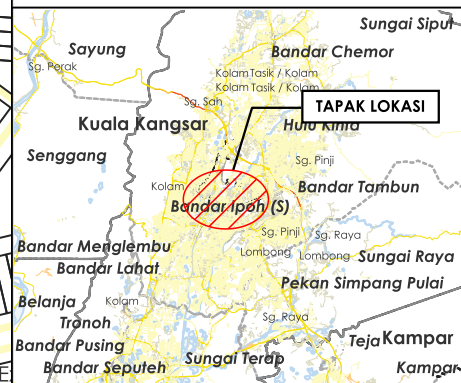 Sungai Siput
Sayung
Bandar Chemor
Sg. Perak
Kolam Tasik / Kolam
Kolam Tasik / Kolam
Sg. Sah
TAPAK LOKASI
Kuala Kangsar
Hulu Kinta
Senggang
Sg. Pinji
Kolam
Bandar Tambun
Bandar Ipoh (S)
Sg. Pinji
Sg. Raya
Bandar Menglembu
Lombong
Lombong
Sungai Raya
Bandar Lahat
Pekan Simpang Pulai
Belanja
Kolam
Tronoh
Sg. Raya
Bandar Pusing
Teja
Kampar
Sungai Terap
Bandar Seputeh
Kampar